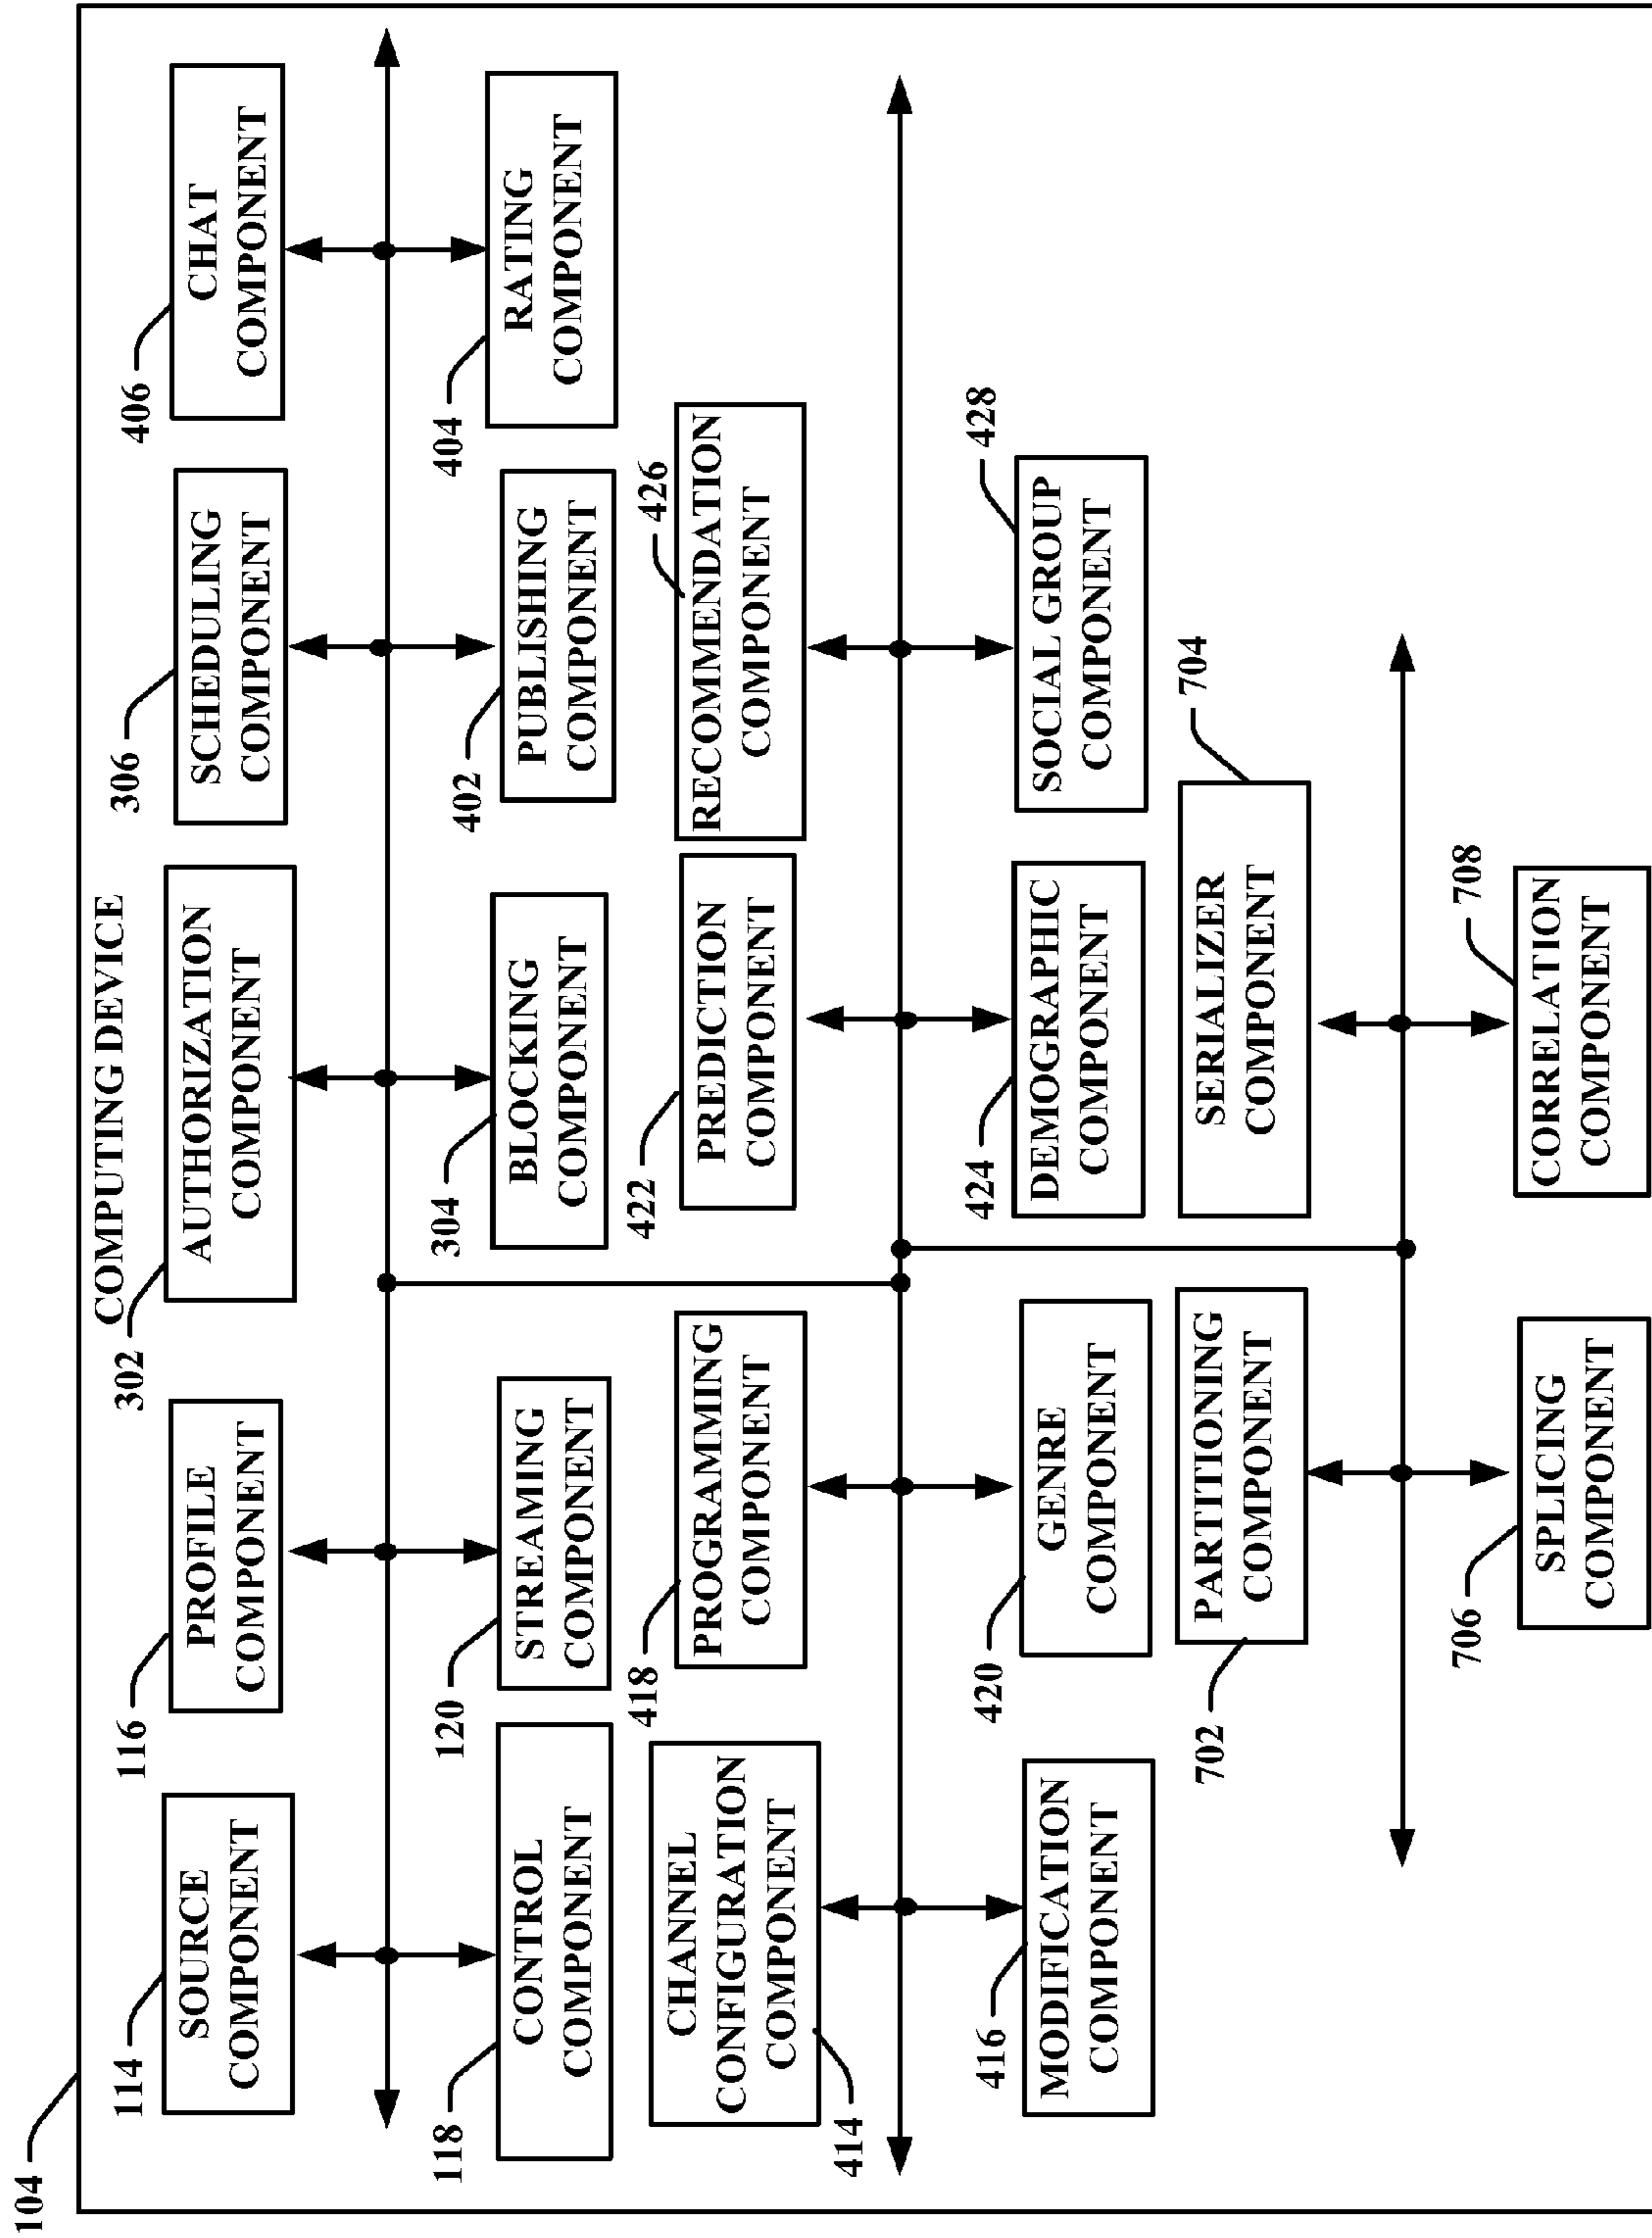 104
COMPUTING DEVICE
114
SOURCE
COMPONENT
116
PROFILE
COMPONENT
302
AUTHORIZATION
COMPONENT
306
SCHEDULING
COMPONENT
406
CHAT
COMPONENT
118
CONTROL
COMPONENT
120
STREAMING
COMPONENT
304
BLOCKING
COMPONENT
402
PUBLISHING
COMPONENT
404
RATING
COMPONENT
414
CHANNEL
CONFIGURATION
COMPONENT
418
PROGRAMMING
COMPONENT
422
PREDICTION
COMPONENT
426
RECOMMENDATION
COMPONENT
416
MODIFICATION
COMPONENT
420
GENRE
COMPONENT
424
DEMOGRAPHIC
COMPONENT
428
SOCIAL GROUP
COMPONENT
702
PARTITIONING
COMPONENT
704
SERIALIZER
COMPONENT
706
SPLICING
COMPONENT
708
CORRELATION
COMPONENT